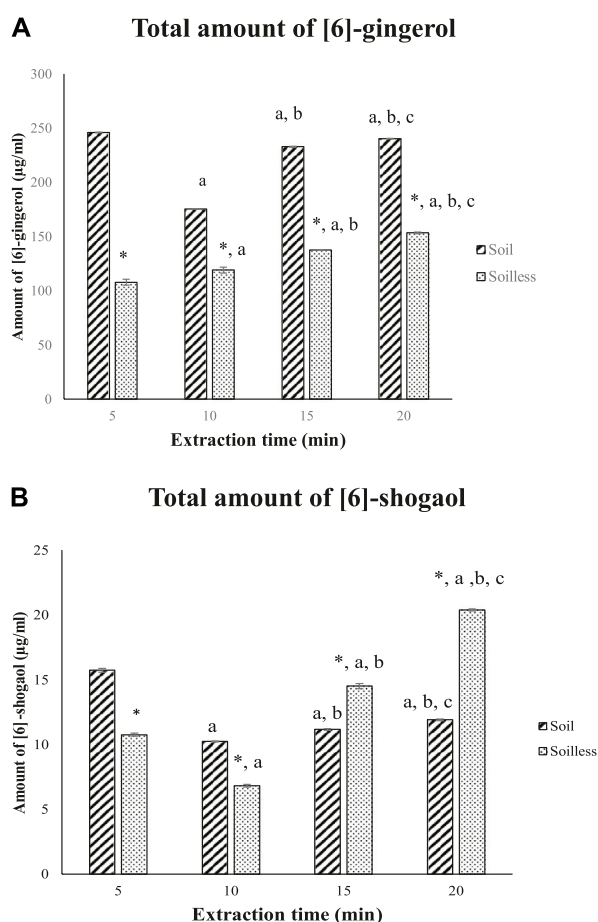 A
Total amount of [6]-gingerol
Amount of [6]-gingerol (µg/ml)
300
250
200
150
100
50
0
*
a
*, a
a, b
*, a, b
a, b, c
*, a, b, c
Soil
Soilless
5 10 15 20
Extraction time (min)
B
Total amount of [6]-shogaol
Amount of [6]-shogaol (µg/ml)
25
20
15
10
5
0
*
a
*, a
a, b
*, a, b
a, b, c
*, a ,b, c
Soil
Soilless
5 10 15 20
Extraction time (min)